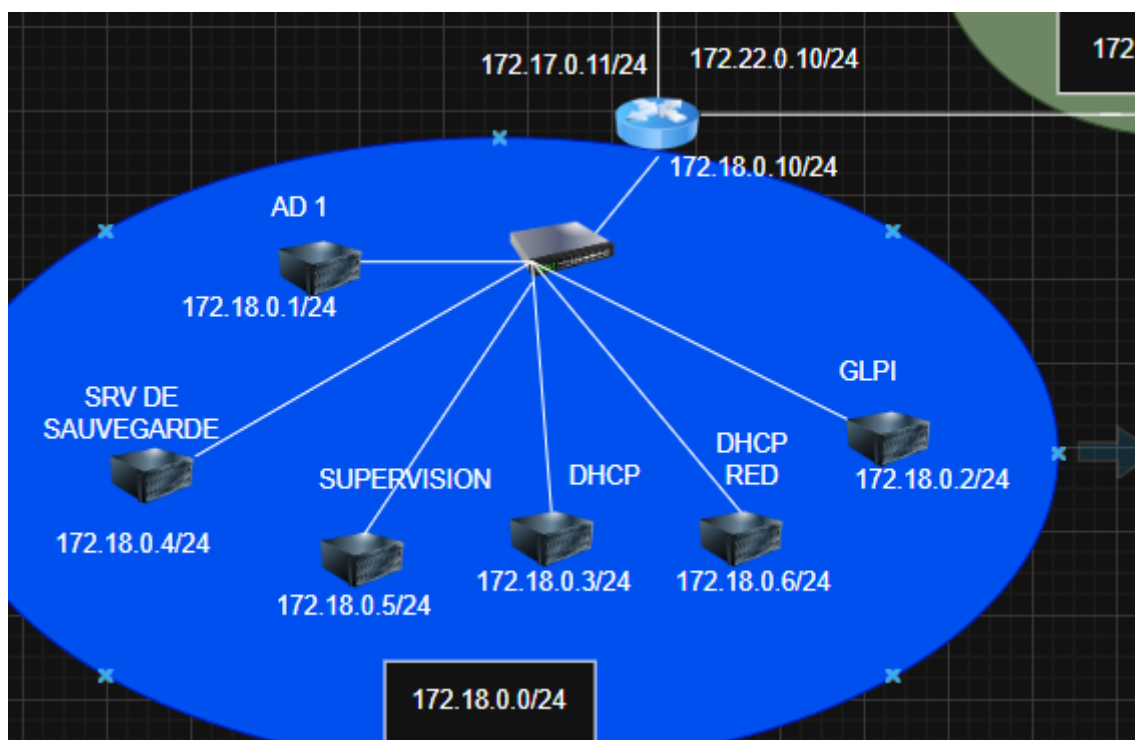 172.17.0.11/24
172.22.0.10/24
172
172.18.0.10/24
AD 1
172.18.0.1/24
GLPI
172.18.0.2/24
SRV DE
SAUVEGARDE
172.18.0.4/24
SUPERVISION
172.18.0.5/24
DHCP
172.18.0.3/24
DHCP
RED
172.18.0.6/24
172.18.0.0/24